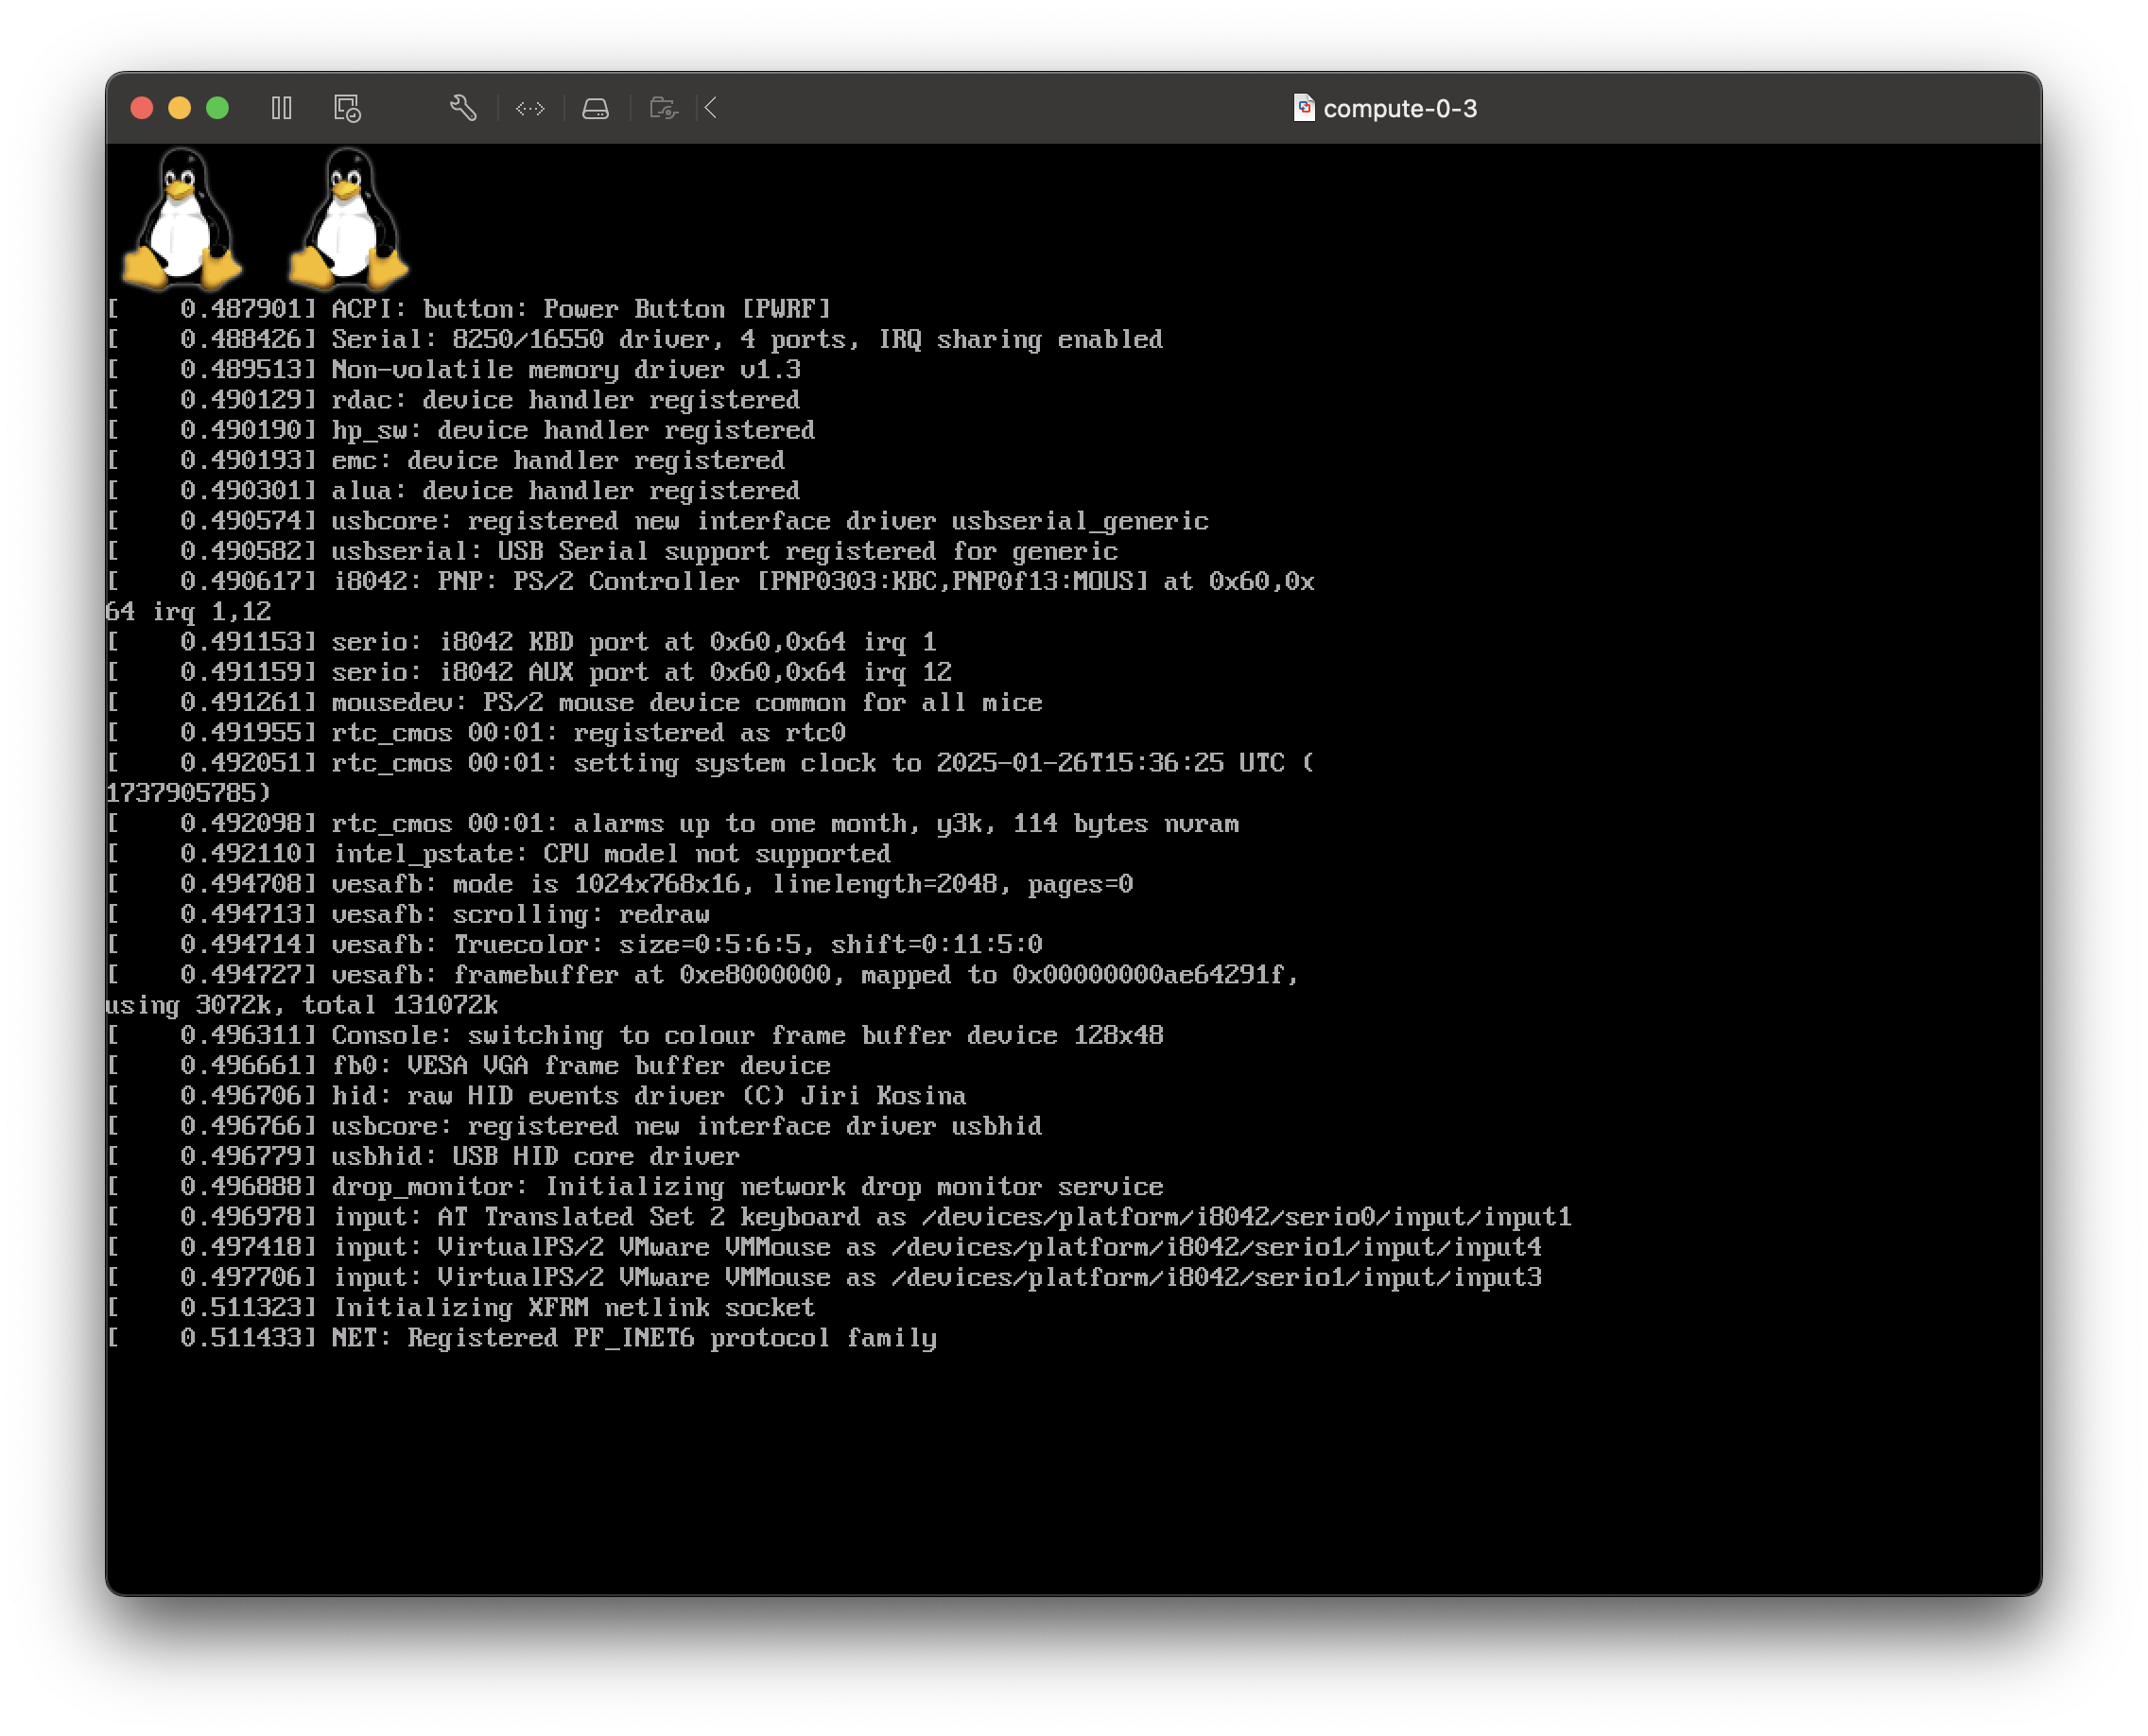 compute-0-3
[    0.487901] ACPI: button: Power Button [PWRF]
[    0.488426] Serial: 8250/16550 driver, 4 ports, IRQ sharing enabled
[    0.489513] Non-volatile memory driver v1.3
[    0.490129] rdac: device handler registered
[    0.490190] hp_sw: device handler registered
[    0.490193] emc: device handler registered
[    0.490301] alua: device handler registered
[    0.490574] usbcore: registered new interface driver usbserial_generic
[    0.490582] usbserial: USB Serial support registered for generic
[    0.490617] i8042: PNP: PS/2 Controller [PNP0303:KBC,PNP0f13:MOUS] at 0x60,0x
64 irq 1,12
[    0.491153] serio: i8042 KBD port at 0x60,0x64 irq 1
[    0.491159] serio: i8042 AUX port at 0x60,0x64 irq 12
[    0.491261] mousedev: PS/2 mouse device common for all mice
[    0.491955] rtc_cmos 00:01: registered as rtc0
[    0.492051] rtc_cmos 00:01: setting system clock to 2025-01-26T15:36:25 UTC (
1737905785)
[    0.492098] rtc_cmos 00:01: alarms up to one month, y3k, 114 bytes nvram
[    0.492110] intel_pstate: CPU model not supported
[    0.494708] vesafb: mode is 1024x768x16, linelength=2048, pages=0
[    0.494713] vesafb: scrolling: redraw
[    0.494714] vesafb: Truecolor: size=0:5:6:5, shift=0:11:5:0
[    0.494727] vesafb: framebuffer at 0xe8000000, mapped to 0x00000000ae64291f,
using 3072k, total 131072k
[    0.496311] Console: switching to colour frame buffer device 128x48
[    0.496661] fb0: VESA VGA frame buffer device
[    0.496706] hid: raw HID events driver (C) Jiri Kosina
[    0.496766] usbcore: registered new interface driver usbhid
[    0.496779] usbhid: USB HID core driver
[    0.496888] drop_monitor: Initializing network drop monitor service
[    0.496978] input: AT Translated Set 2 keyboard as /devices/platform/i8042/serio0/input/input1
[    0.497418] input: VirtualPS/2 VMware VMMouse as /devices/platform/i8042/serio1/input/input4
[    0.497706] input: VirtualPS/2 VMware VMMouse as /devices/platform/i8042/serio1/input/input3
[    0.511323] Initializing XFRM netlink socket
[    0.511433] NET: Registered PF_INET6 protocol family